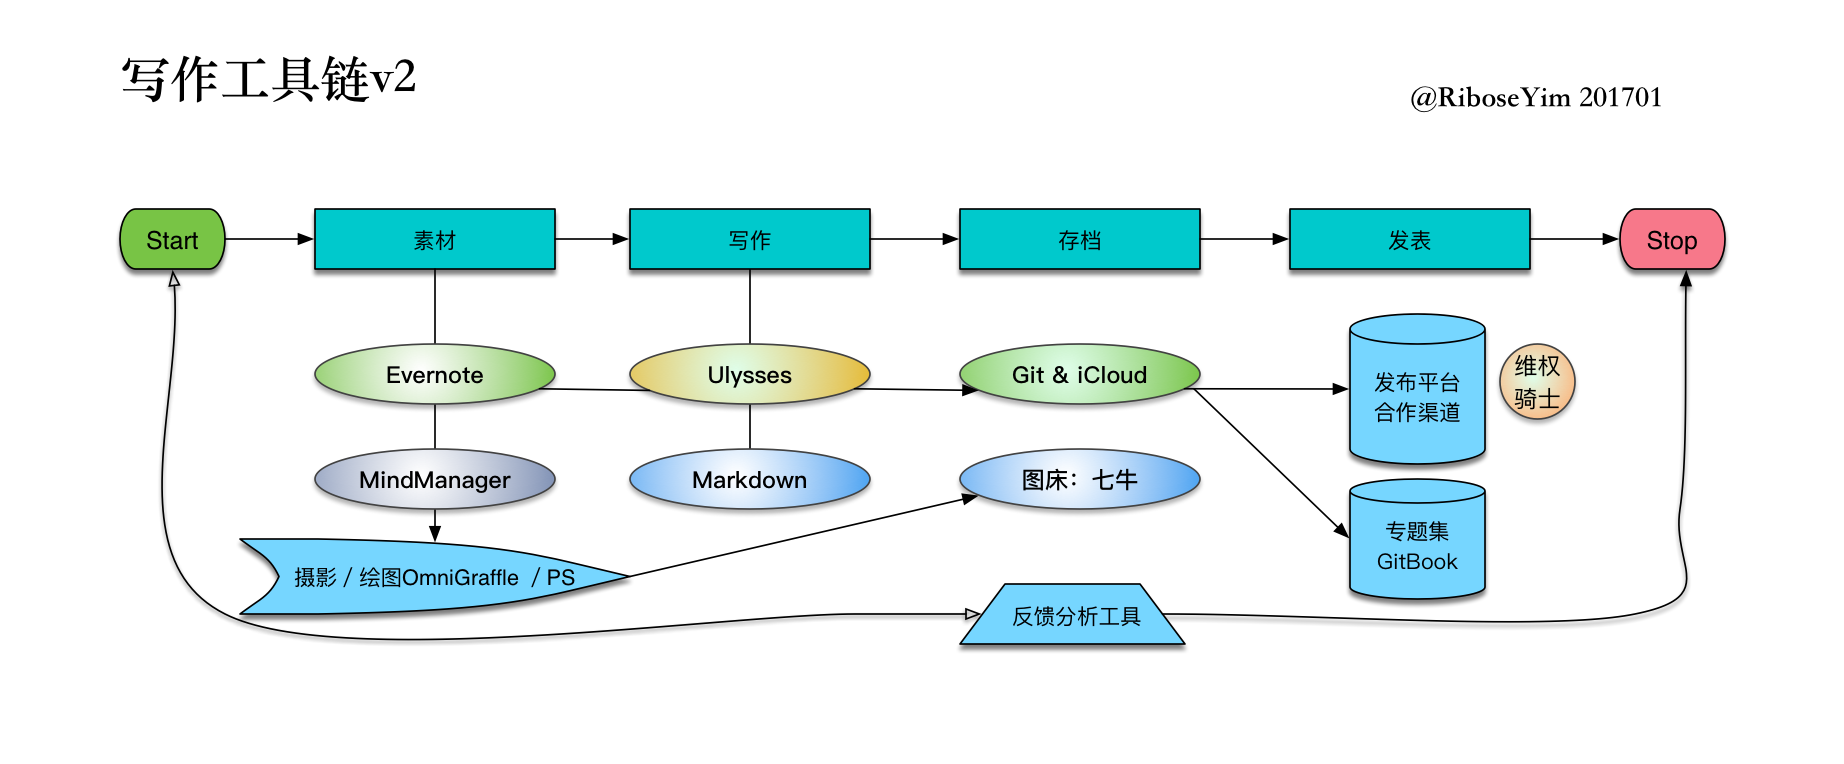 写作工具链v2
@RiboseYim 201701
Start
素材
写作
存档
发表
Stop
Evernote
Ulysses
Git & iCloud
发布平台
合作渠道
维权
骑士
MindManager
Markdown
图床：七牛
专题集
GitBook
摄影 / 绘图OmniGraffle / PS
反馈分析工具